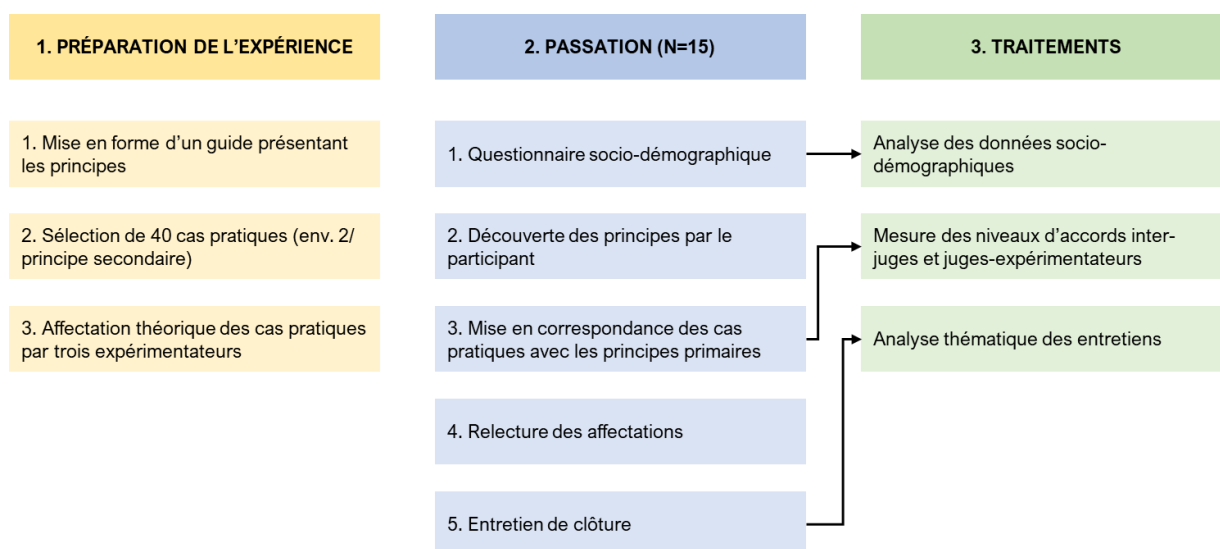 1. PRÉPARATION DE L’EXPÉRIENCE
1. Mise en forme d’un guide présentant
les principes
2. Sélection de 40 cas pratiques (env. 2/
principe secondaire)
3. Affectation théorique des cas pratiques
par trois expérimentateurs
2. PASSATION (N=15)
1. Questionnaire socio-démographique
2. Découverte des principes par le
participant
3. Mise en correspondance des cas
pratiques avec les principes primaires
4. Relecture des affectations
5. Entretien de clôture
3. TRAITEMENTS
Analyse des données socio-
démographiques
Mesure des niveaux d’accords inter-
juges et juges-expérimentateurs
Analyse thématique des entretiens